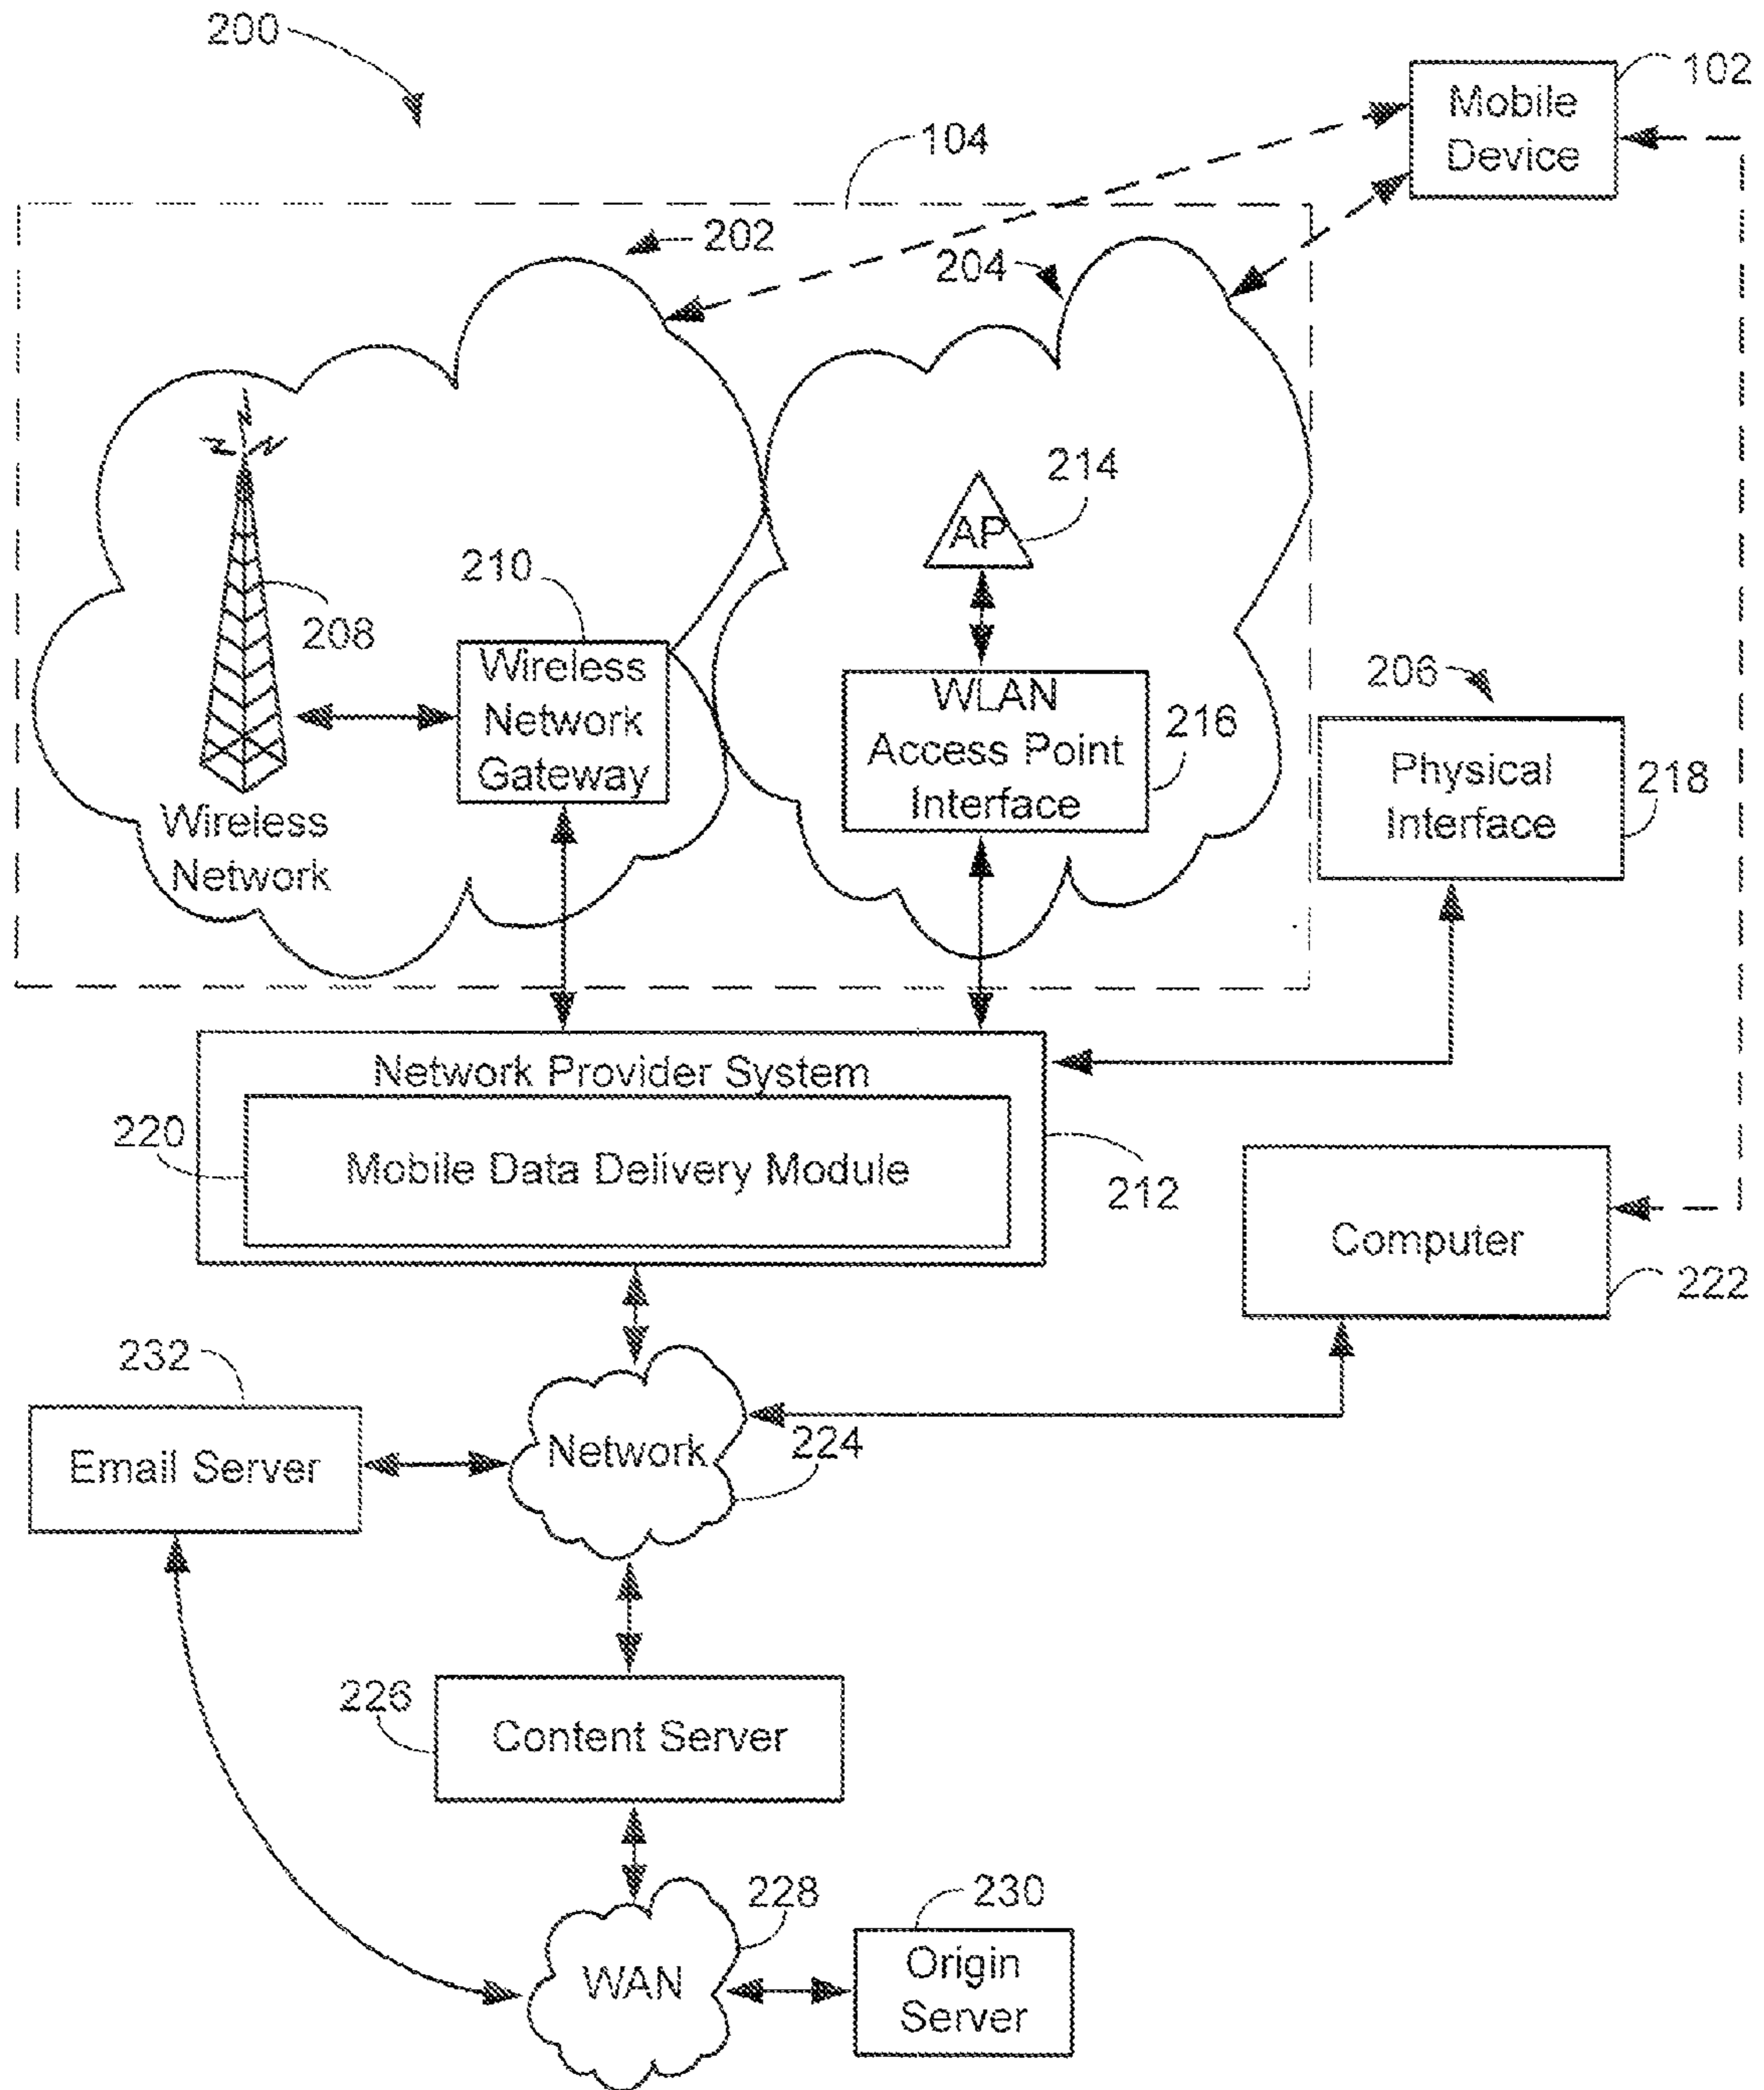 200
102
Mobile
Device
104
202
204
214
AP
210
208
Wireless
Network
Gateway
WLAN
Access Point
Interface
216
206
Physical
Interface
218
Wireless
Network
Network Provider System
220
Mobile Data Delivery Module
212
Computer
222
232
Email Server
Network
224
226
Content Server
228
WAN
230
Origin
Server